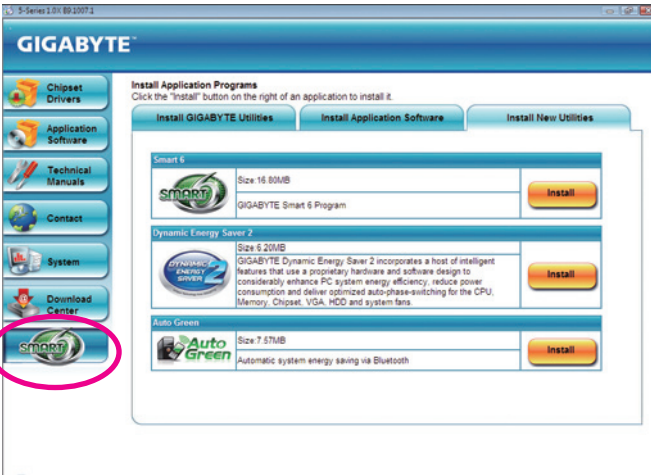 5-Series 1.0X B9.1007.1
GIGABYTE™
Chipset
Drivers
Application
Software
Technical
Manuals
Contact
System
Download
Center
SMART6
Install Application Programs
Click the "Install" button on the right of an application to install it.
Install GIGABYTE Utilities
Install Application Software
Install New Utilities
Smart 6
SMART6
Size:16.80MB
GIGABYTE Smart 6 Program
Install
Dynamic Energy Saver 2
DYNAMIC
ENERGY
SAVER
2
Size:6.20MB
GIGABYTE Dynamic Energy Saver 2 incorporates a host of intelligent
features that use a proprietary hardware and software design to
considerably enhance PC system energy efficiency, reduce power
consumption and deliver optimized auto-phase-switching for the CPU,
Memory, Chipset, VGA, HDD and system fans.
Install
Auto Green
Auto
Green
Size:7.57MB
Automatic system energy saving via Bluetooth
Install